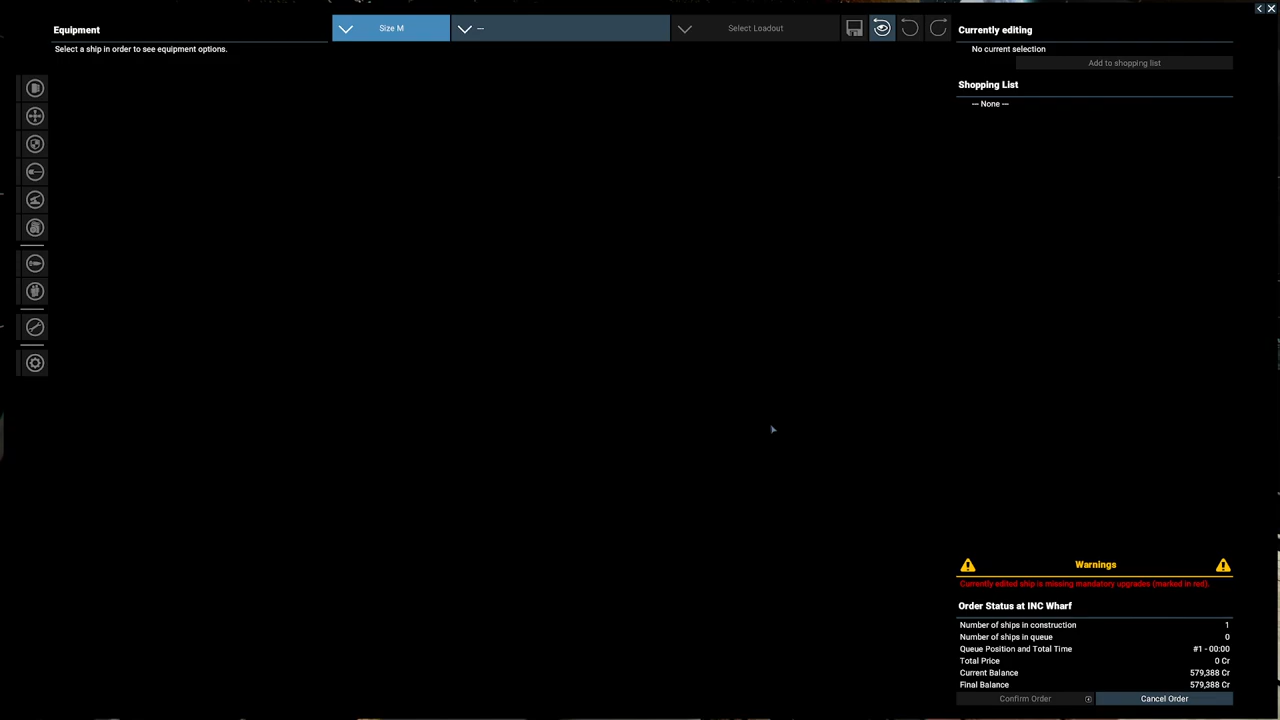 Equipment
Select a ship in order to see equipment options.
Size M
—
Select Loadout
Currently editing
No current selection
Add to shopping list
Shopping List
— None —
Warnings
Currently edited ship is missing mandatory upgrades (marked in red).
Order Status at INC Wharf
Number of ships in construction 1
Number of ships in queue 0
Queue Position and Total Time #1 - 00:00
Total Price 0 Cr
Current Balance 579,388 Cr
Final Balance 579,388 Cr
Confirm Order
Cancel Order